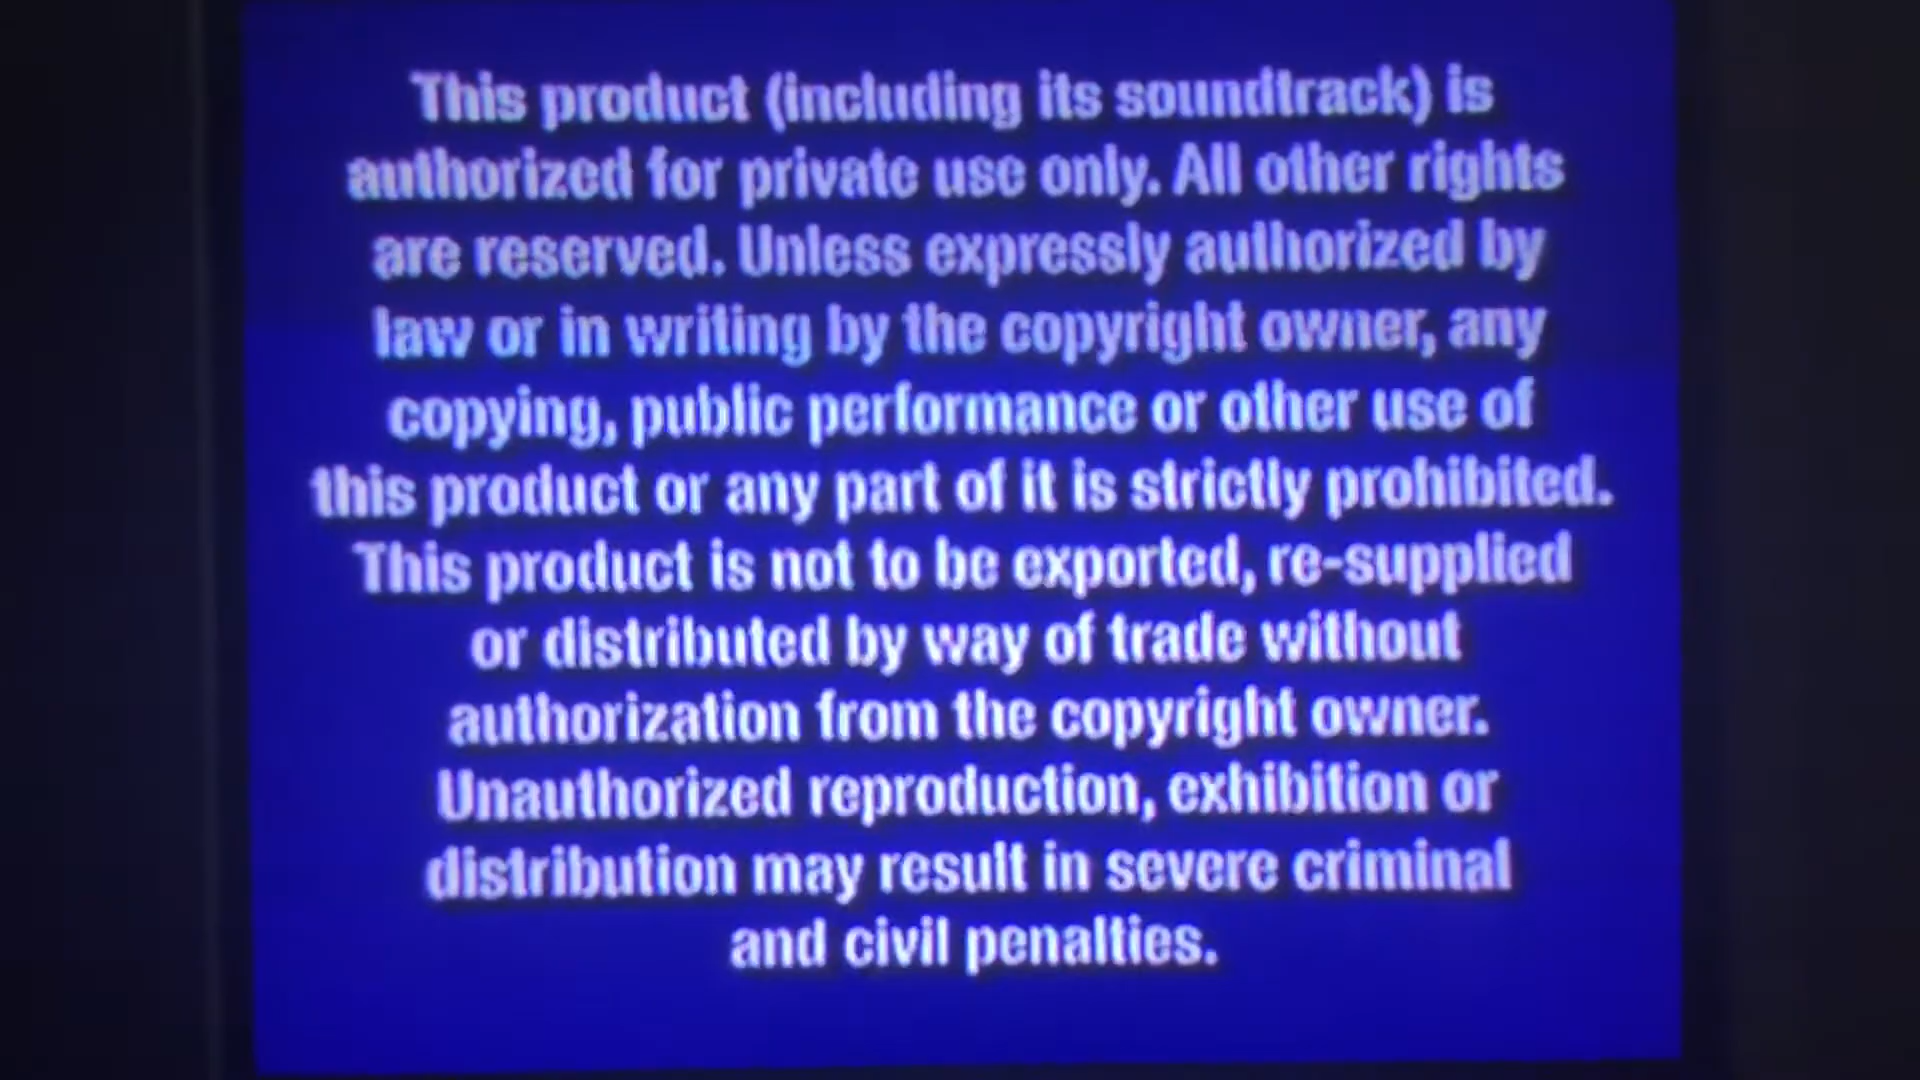 This product (including its soundtrack) is
authorized for private use only. All other rights
are reserved. Unless expressly authorized by
law or in writing by the copyright owner, any
copying, public performance or other use of
this product or any part of it is strictly prohibited.
This product is not to be exported, re-supplied
or distributed by way of trade without
authorization from the copyright owner.
Unauthorized reproduction, exhibition or
distribution may result in severe criminal
and civil penalties.